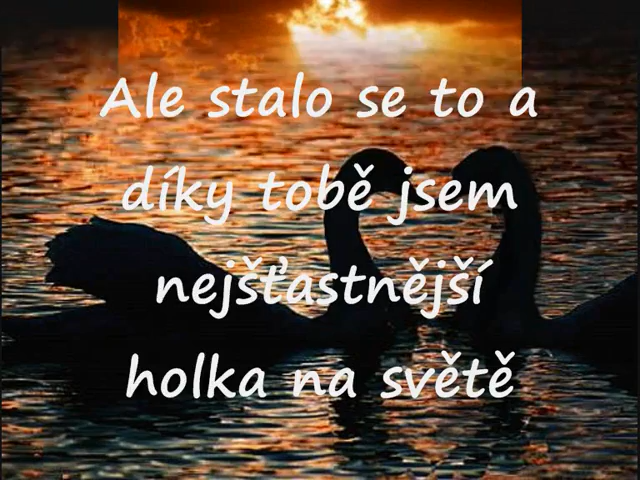 Ale stalo se to a
díky tobě jsem
nejšťastnější
holka na světě